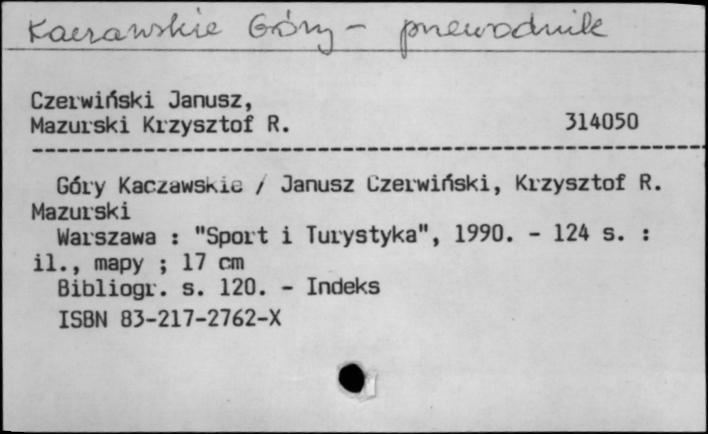 Kaczawskie Góry - przewodnik
Czerwiński Janusz,
Mazurski Krzysztof R. 314050
Góry Kaczawskie / Janusz Czerwiński, Krzysztof R.
Mazurski
Warszawa : "Sport i Turystyka", 1990. - 124 s. :
il., mapy ; 17 cm
Bibliogr. s. 120. - Indeks
ISBN 83-217-2762-X